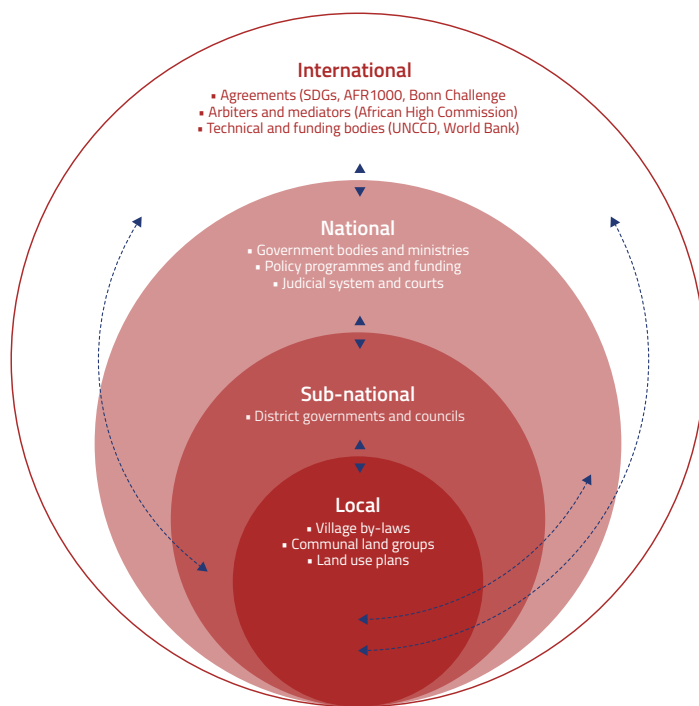 International
▪ Agreements (SDGs, AFR1000, Bonn Challenge
▪ Arbiters and mediators (African High Commission)
▪ Technical and funding bodies (UNCCD, World Bank)
National
▪ Government bodies and ministries
▪ Policy programmes and funding
▪ Judicial system and courts
Sub-national
▪ District governments and councils
Local
▪ Village by-laws
▪ Communal land groups
▪ Land use plans